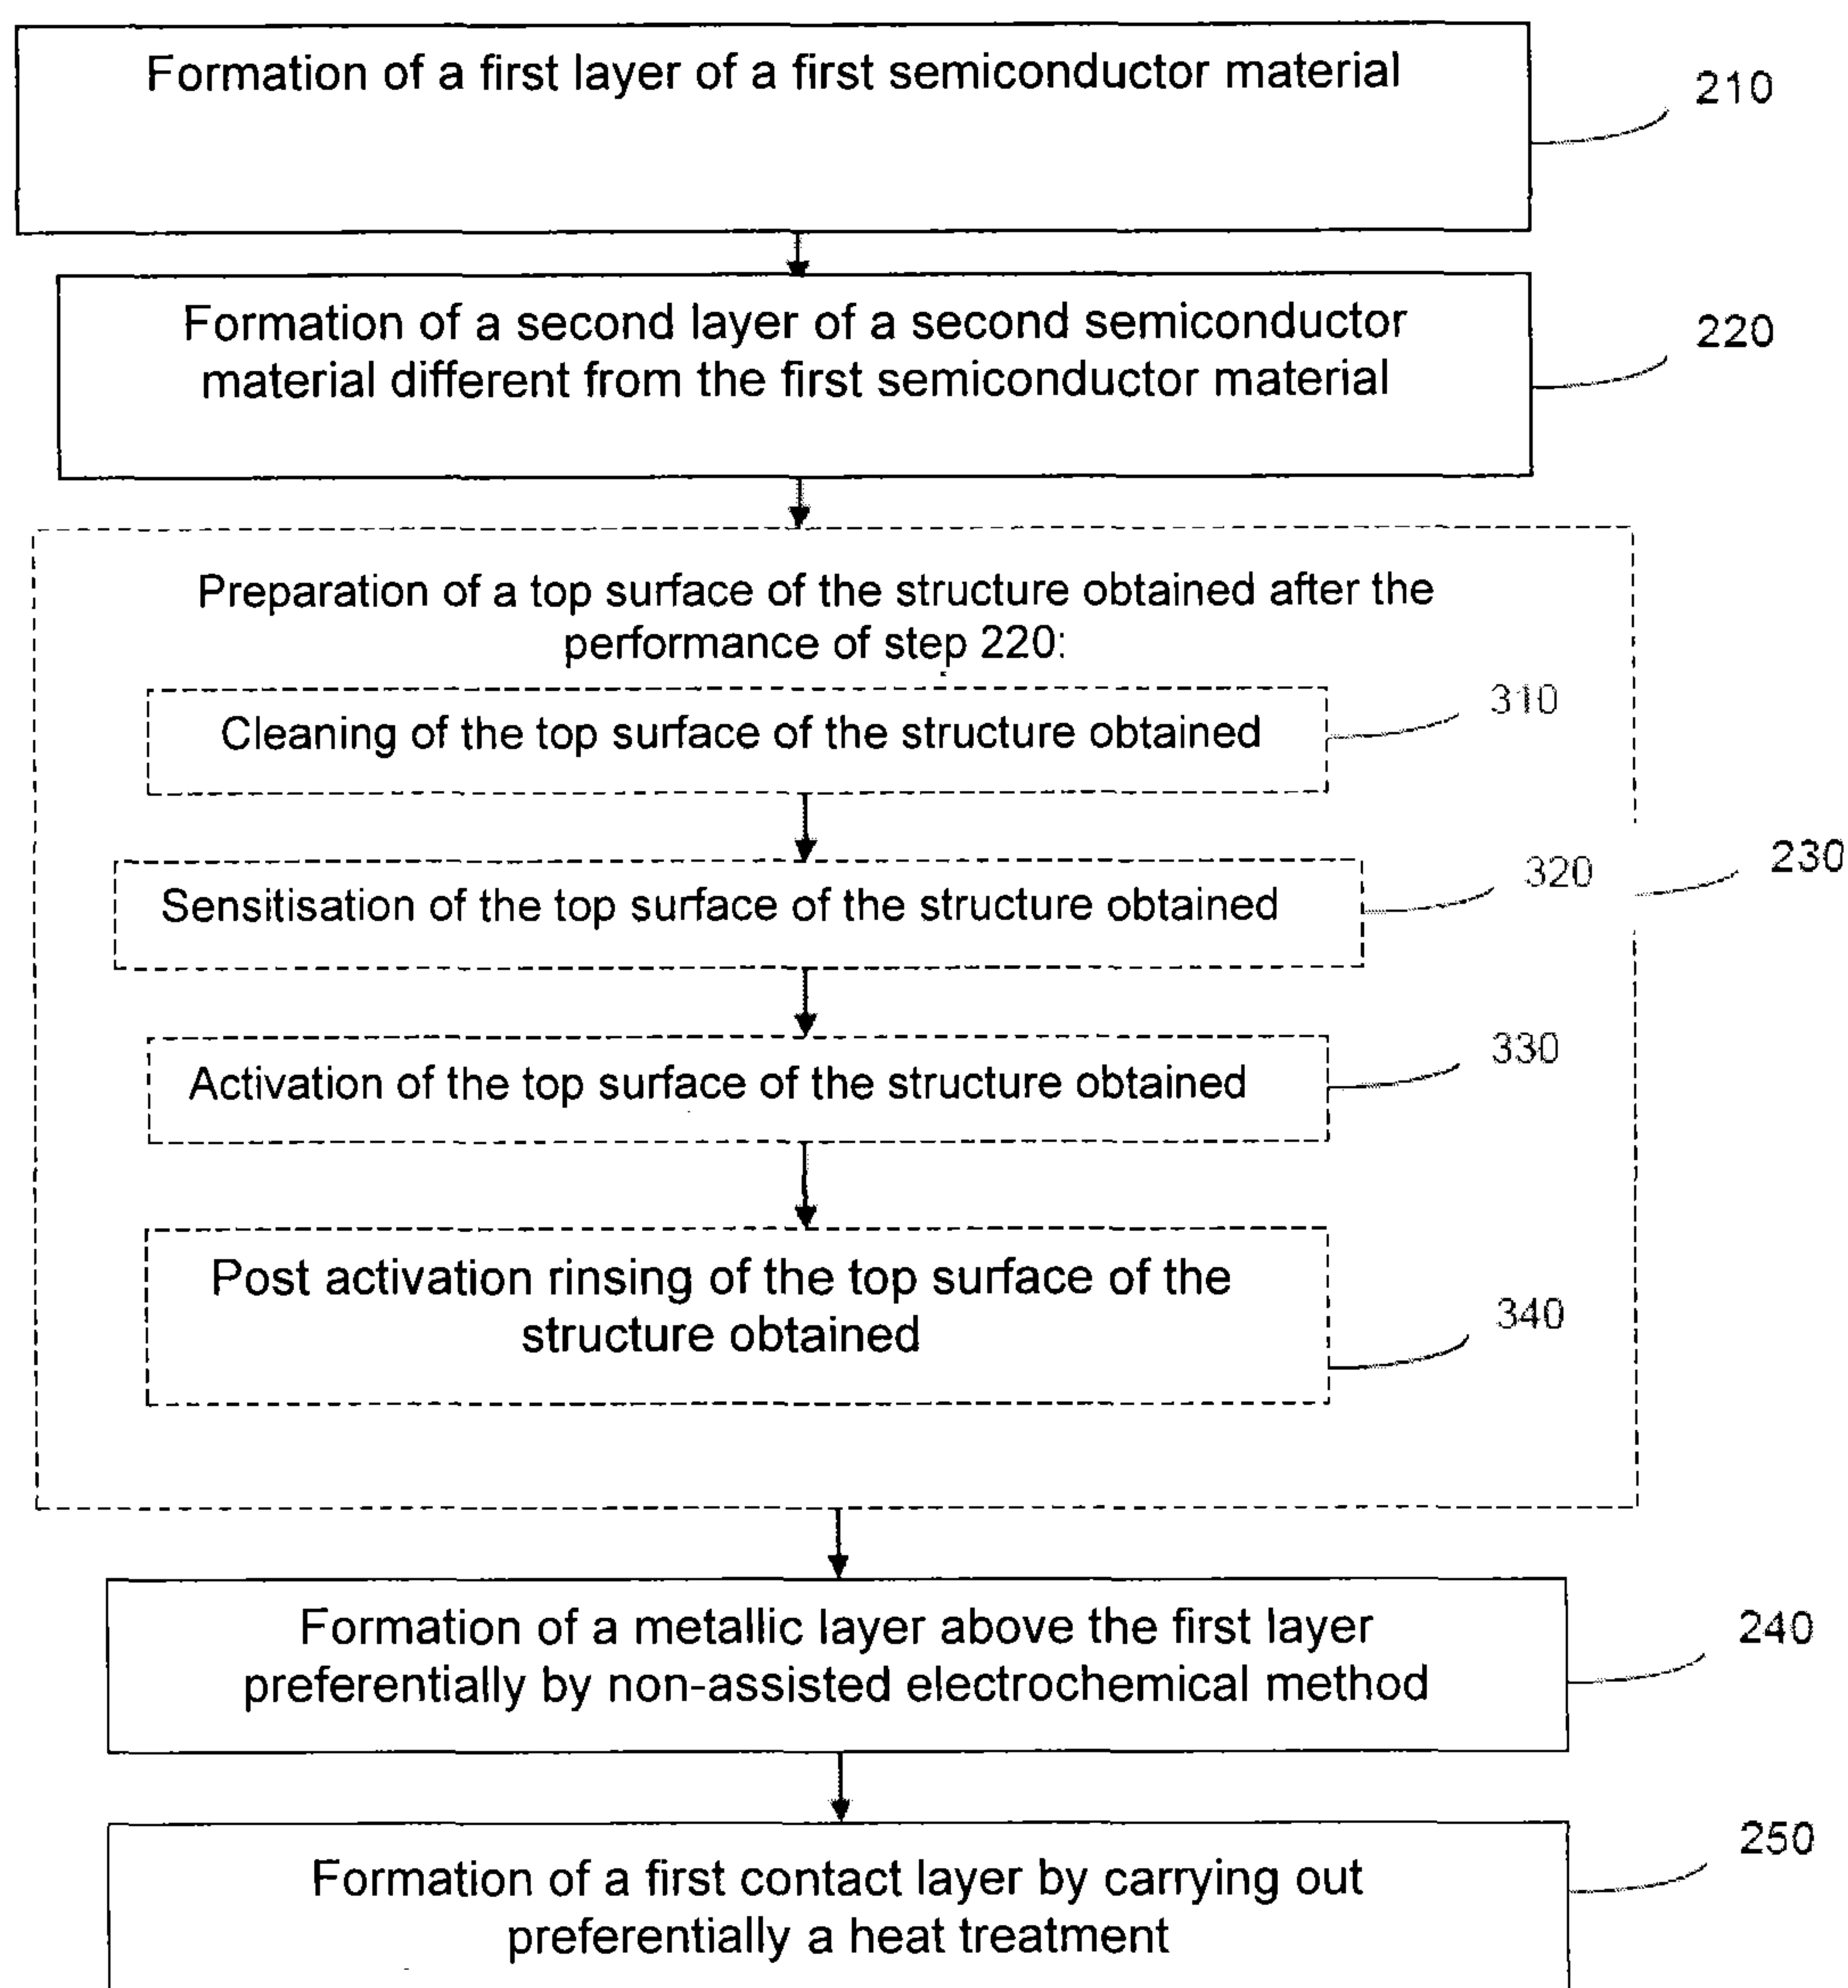 Formation of a first layer of a first semiconductor material
210
Formation of a second layer of a second semiconductor
material different from the first semiconductor material
220
Preparation of a top surface of the structure obtained after the
performance of step 220:
Cleaning of the top surface of the structure obtained
310
Sensitisation of the top surface of the structure obtained
320
230
Activation of the top surface of the structure obtained
330
Post activation rinsing of the top surface of the
structure obtained
340
Formation of a metallic layer above the first layer
preferentially by non-assisted electrochemical method
240
Formation of a first contact layer by carrying out
preferentially a heat treatment
250